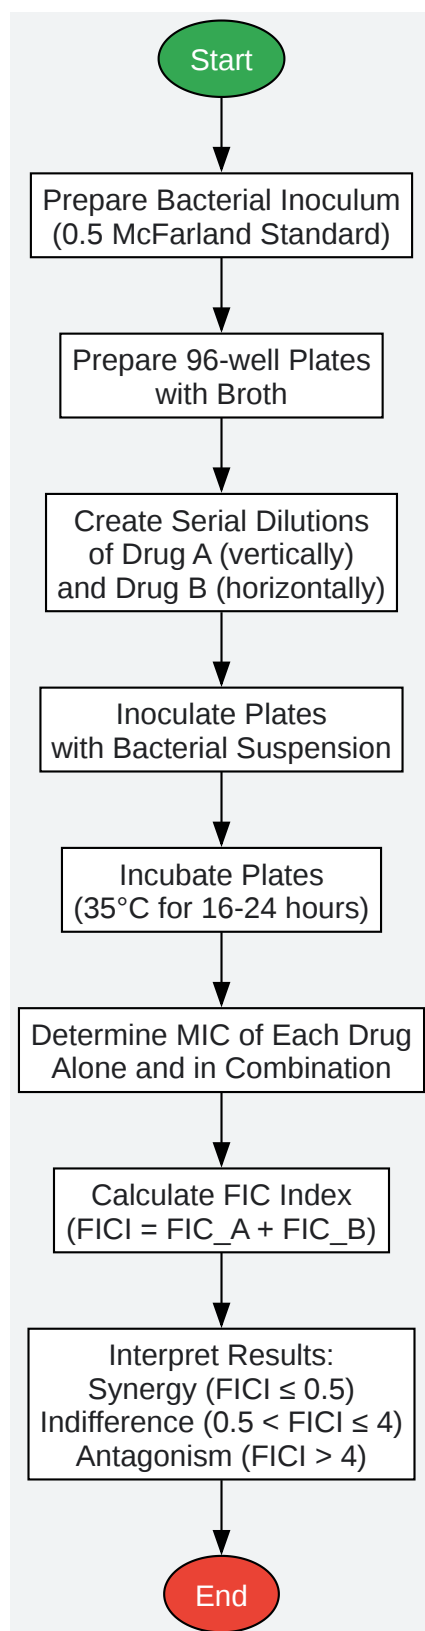 Start
Prepare Bacterial Inoculum
(0.5 McFarland Standard)
Prepare 96-well Plates
with Broth
Create Serial Dilutions
of Drug A (vertically)
and Drug B (horizontally)
Inoculate Plates
with Bacterial Suspension
Incubate Plates
(35°C for 16-24 hours)
Determine MIC of Each Drug
Alone and in Combination
Calculate FIC Index
(FICI = FIC_A + FIC_B)
Interpret Results:
Synergy (FICI ≤ 0.5)
Indifference (0.5 < FICI ≤ 4)
Antagonism (FICI > 4)
End